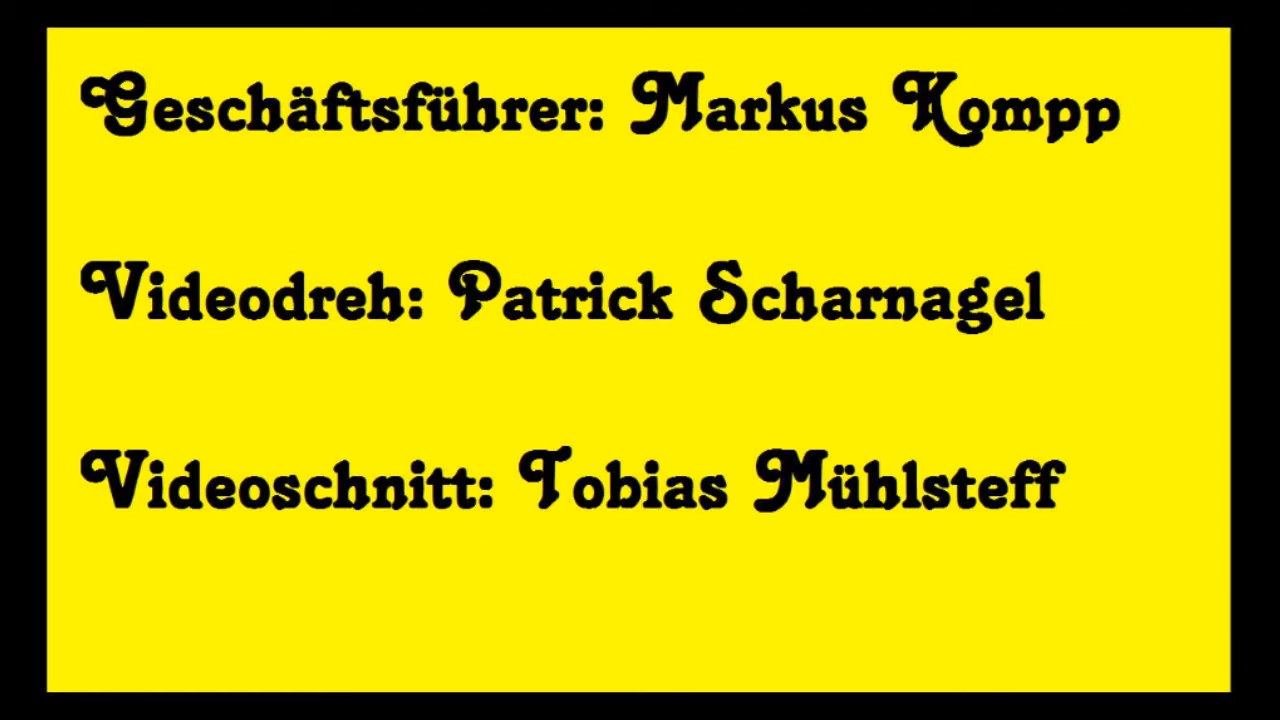 Geschäftsführer: Markus Kompp
Videodreh: Patrick Scharnagel
Videoschnitt: Tobias Mühlsteff